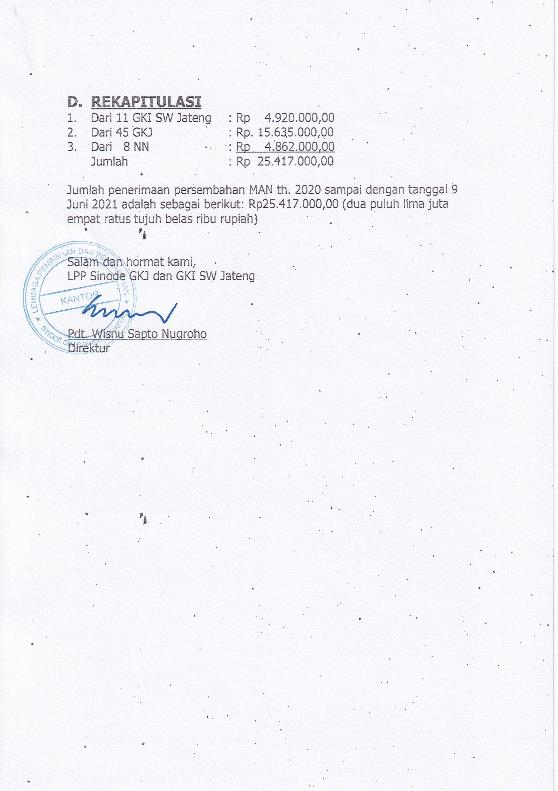 D. REKAPITULASI
1. Dari 11 GKI SW Jateng : Rp 4.920.000,00
2. Dari 45 GKJ : Rp. 15.635.000,00
3. Dari 8 NN : Rp 4.862.000,00
Jumlah : Rp 25.417.000,00
Jumlah penerimaan persembahan MAN th. 2020 sampai dengan tanggal 9
Juni 2021 adalah sebagai berikut: Rp25.417.000,00 (dua puluh lima juta
empat ratus tujuh belas ribu rupiah)
Salam dan hormat kami,
LPP Sinode GKJ dan GKI SW Jateng
LEMBAGA PEMBINAAN DAN
KANTOR
Pdt. Wisnu Sapto Nugroho
Direktur